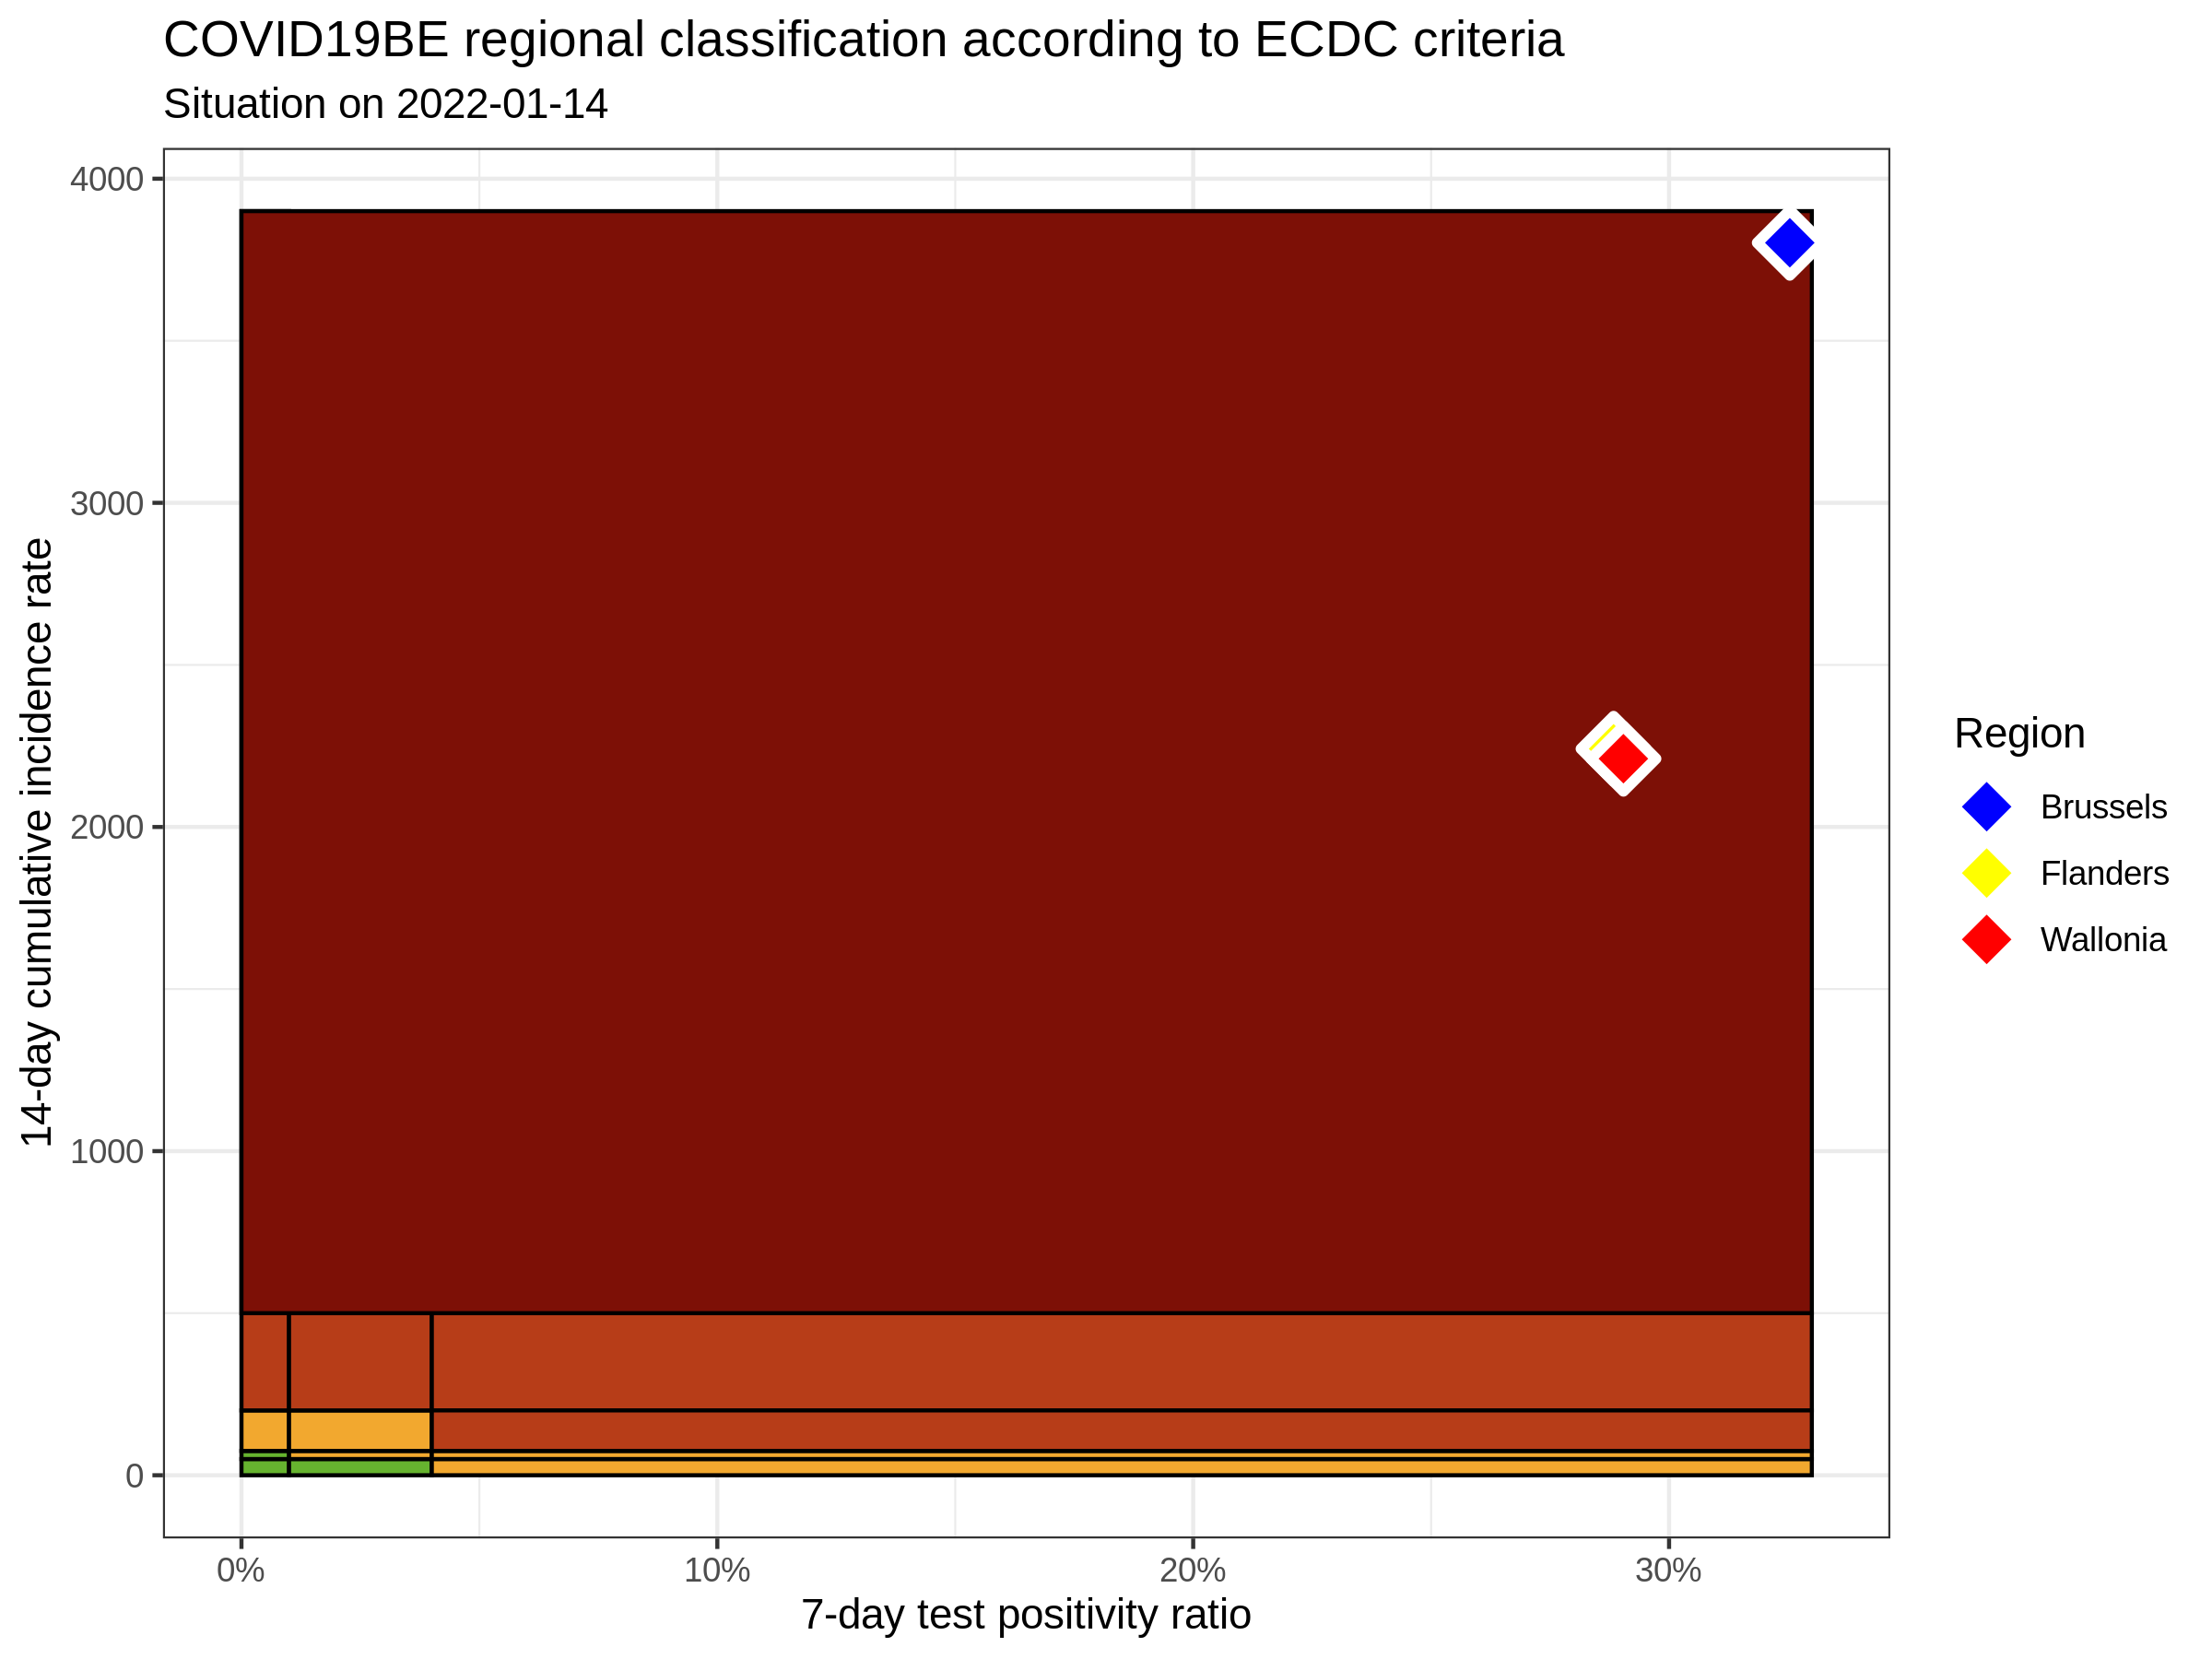 COVID19BE regional classification according to ECDC criteria
Situation on 2022-01-14
14-day cumulative incidence rate
4000
3000
2000
1000
0
0%
10%
20%
30%
7-day test positivity ratio
Region
Brussels
Flanders
Wallonia